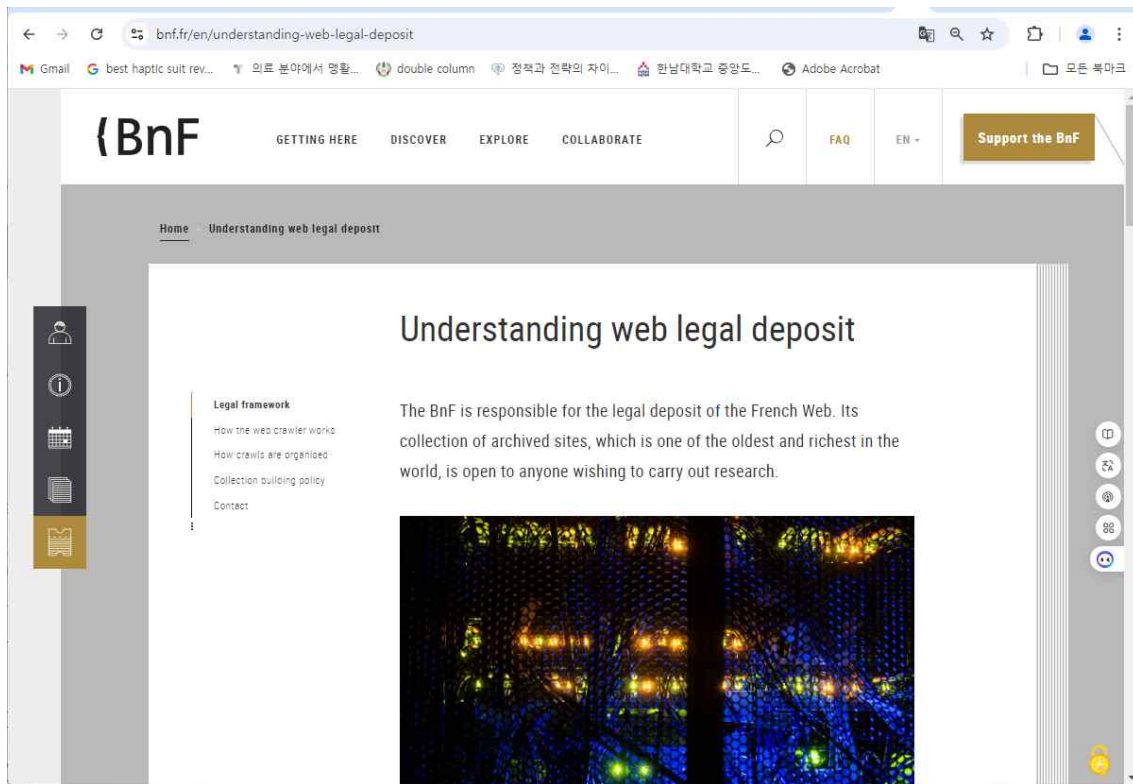 bnf.fr/en/understanding-web-legal-deposit
Gmail
best haptic suit rev...
의료 분야에서 명활...
double column
정책과 전략의 차이...
한남대학교 중앙도...
Adobe Acrobat
모든 북마크
BnF
GETTING HERE
DISCOVER
EXPLORE
COLLABORATE
FAQ
EN
Support the BnF
Home
Understanding web legal deposit
Understanding web legal deposit
Legal framework
How the web crawler works
How crawls are organised
Collection building policy
Contact
The BnF is responsible for the legal deposit of the French Web. Its
collection of archived sites, which is one of the oldest and richest in the
world, is open to anyone wishing to carry out research.